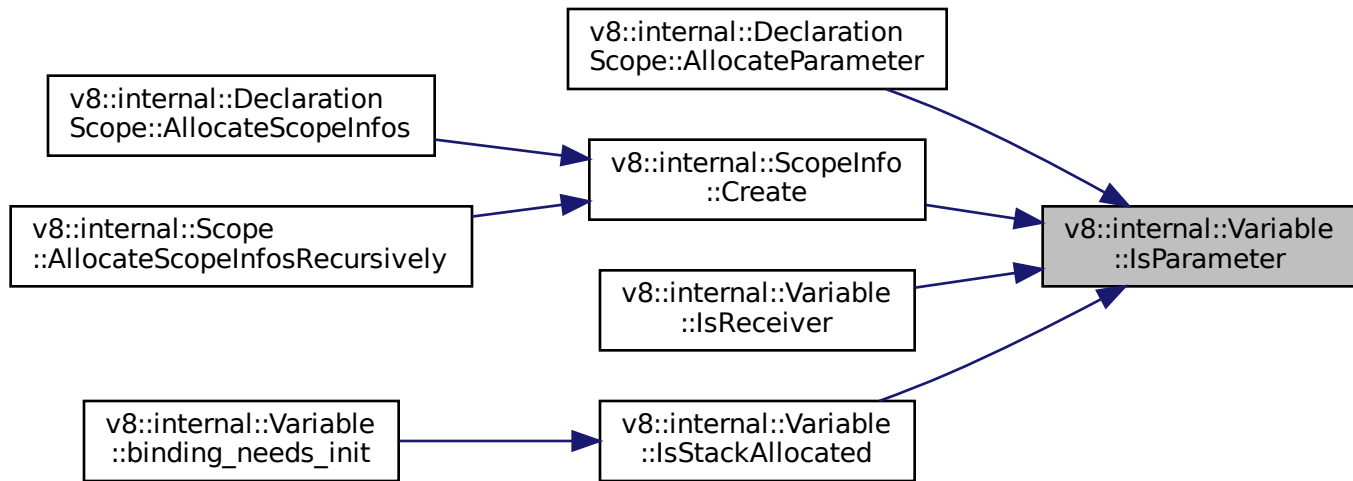 v8::internal::Declaration
Scope::AllocateParameter
v8::internal::Declaration
Scope::AllocateScopeInfos
v8::internal::ScopeInfo
::Create
v8::internal::Scope
::AllocateScopeInfosRecursively
v8::internal::Variable
::IsParameter
v8::internal::Variable
::IsReceiver
v8::internal::Variable
::binding_needs_init
v8::internal::Variable
::IsStackAllocated